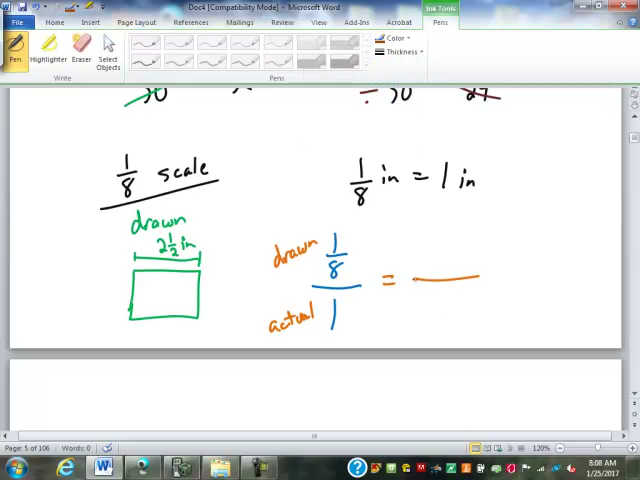 Doc4 [Compatibility Mode] - Microsoft Word
Ink Tools
File Home Insert Page Layout References Mailings Review View Add-Ins Acrobat Pens
Pen Highlighter Eraser Select Objects
Color
Thickness
Write
Pens
÷ 30
1/8 scale
1/8 in = 1 in
drawn
2 1/2 in
drawn 1/8
=
actual 1
Page: 5 of 106 Words: 0
120%
8:08 AM
1/25/2017